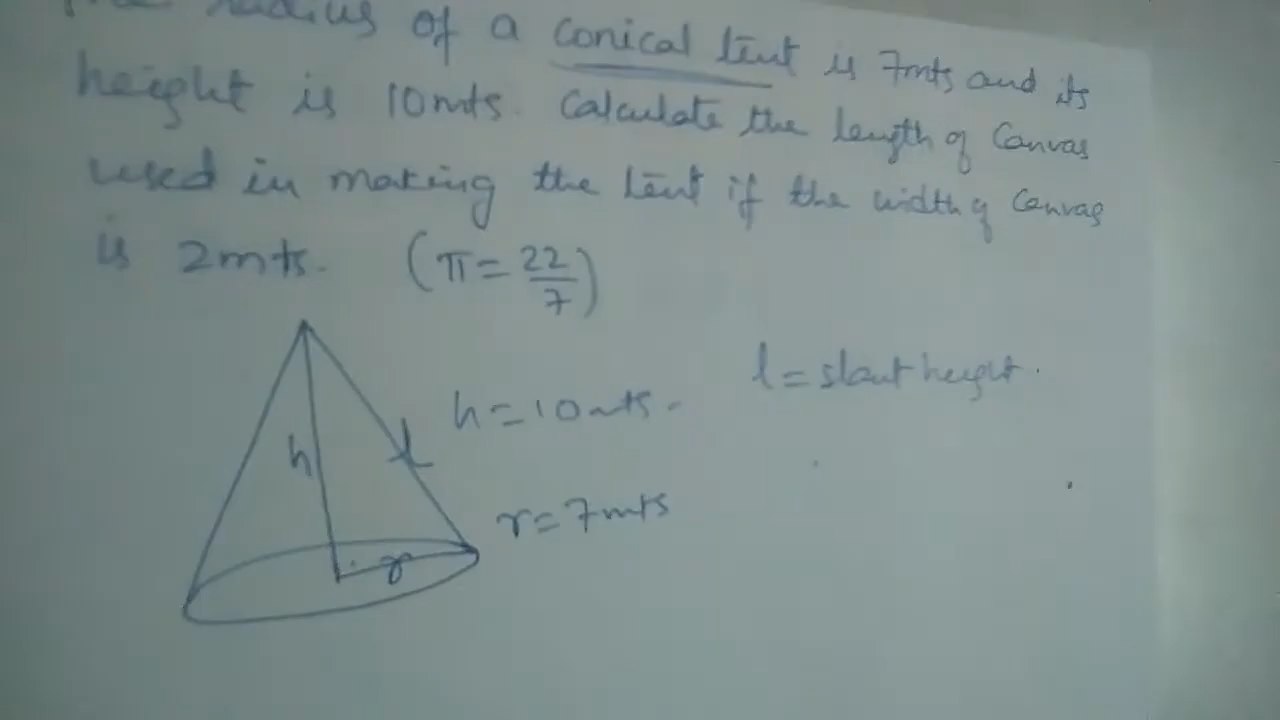 radius of a conical tent is 7mts and its
height is 10mts. Calculate the length of Canvas
used in making the tent if the width of Canvas
is 2mts. (π = 22/7)
l = slant height.
h = 10mts.
h
l
r = 7mts
r